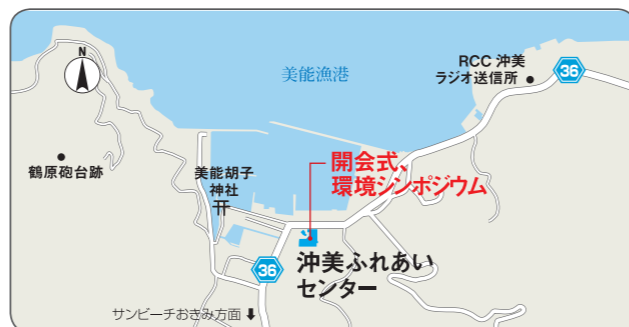 N
美能漁港
RCC 沖美
ラジオ送信所
36
鶴原砲台跡
美能胡子
神社
開会式、
環境シンポジウム
36
沖美ふれあい
センター
サンビーチおきみ方面